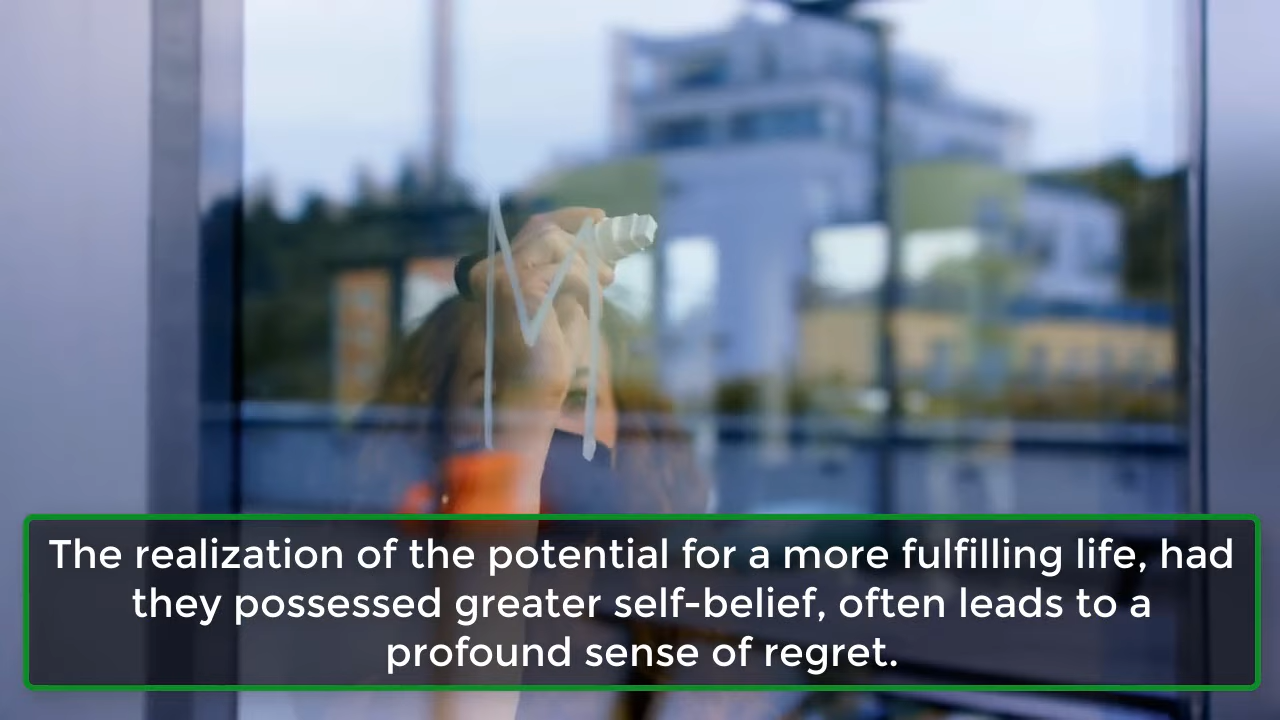 M
The realization of the potential for a more fulfilling life, had
they possessed greater self-belief, often leads to a
profound sense of regret.